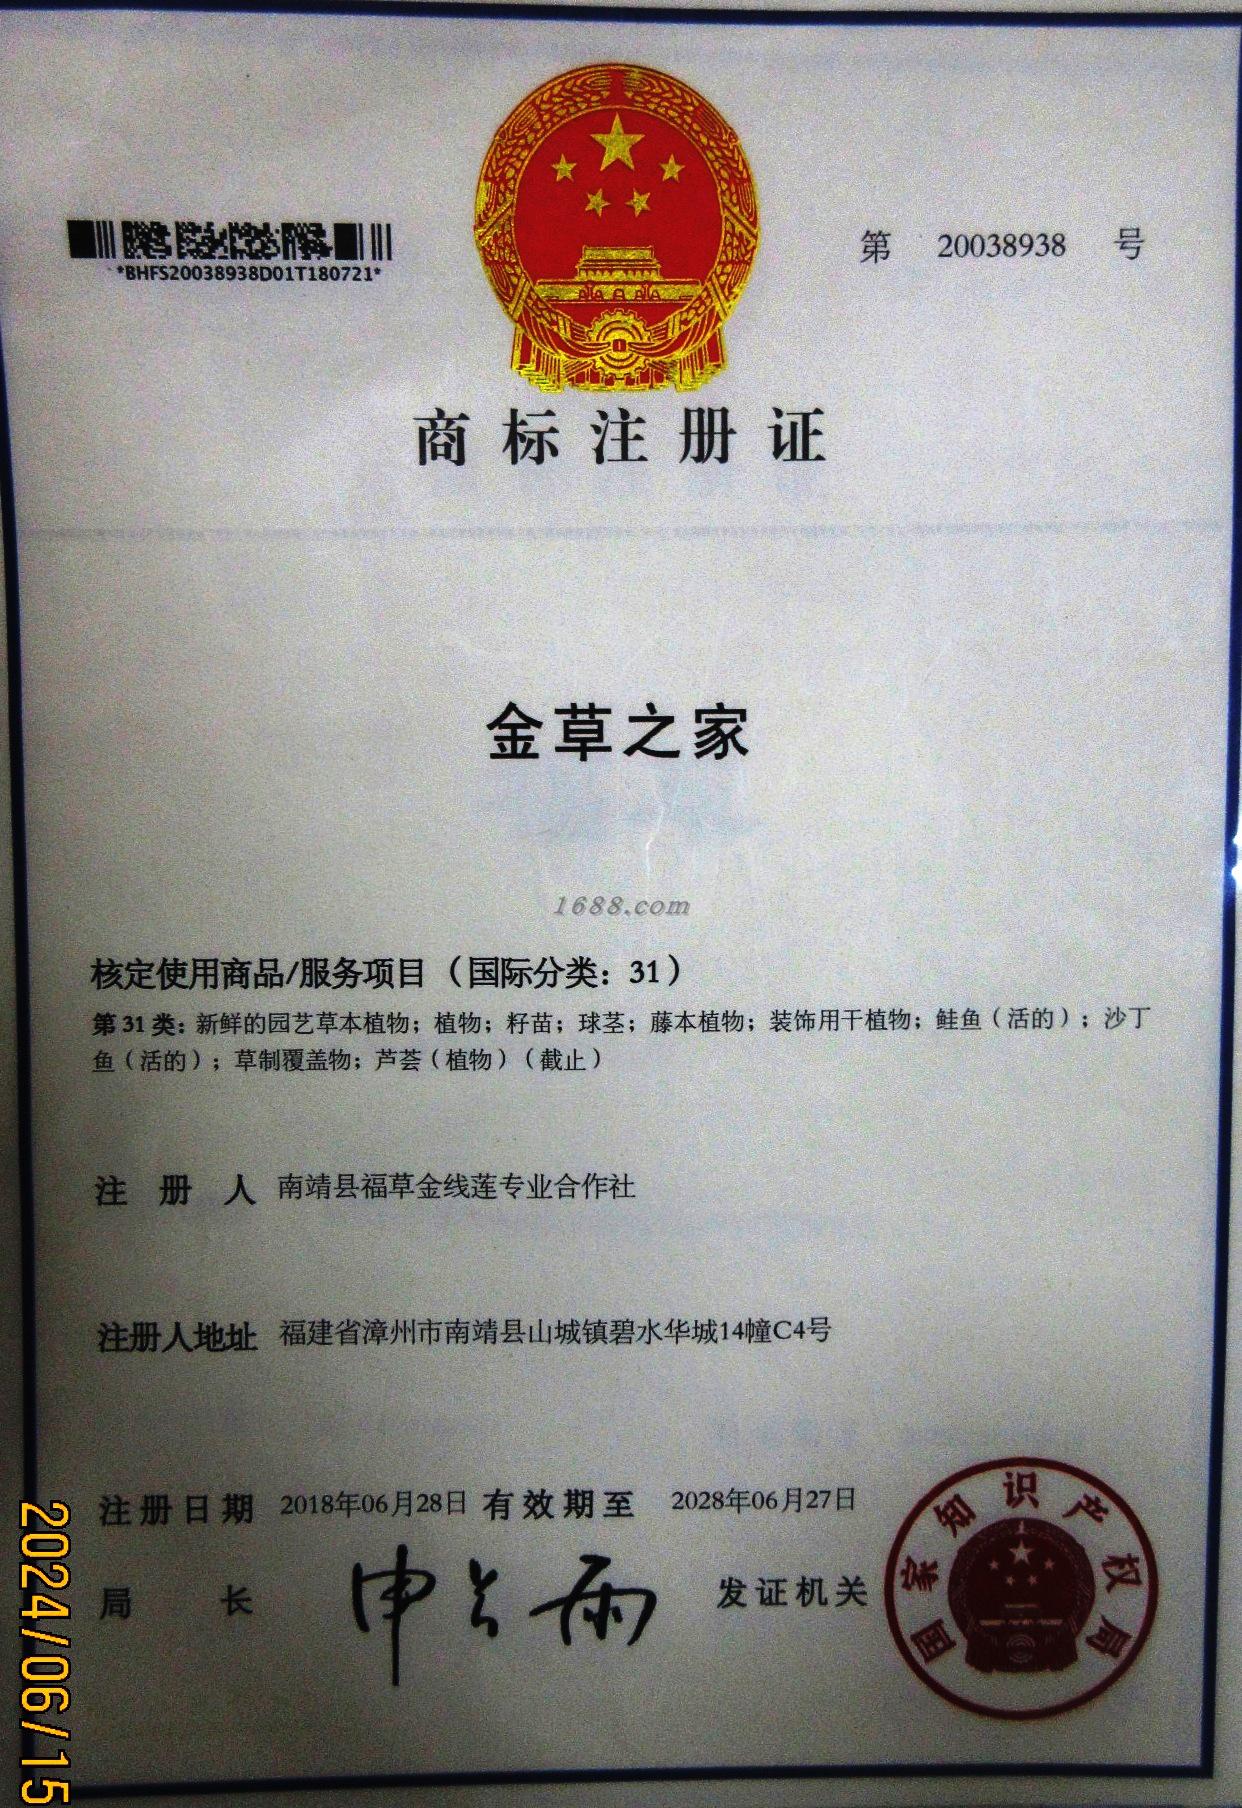 *BHFS20038938D01T180721*
第 20038938 号
商标注册证
金草之家
1688.com
核定使用商品/服务项目（国际分类：31）
第31类：新鲜的园艺草本植物；植物；籽苗；球茎；藤本植物；装饰用干植物；鲑鱼（活的）；沙丁
鱼（活的）；草制覆盖物；芦荟（植物）（截止）
注 册 人 南靖县福草金线莲专业合作社
注册人地址 福建省漳州市南靖县山城镇碧水华城14幢C4号
注册日期 2018年06月28日 有效期至 2028年06月27日
局 长 申长雨 发证机关
国家知识产权局
2024/06/15